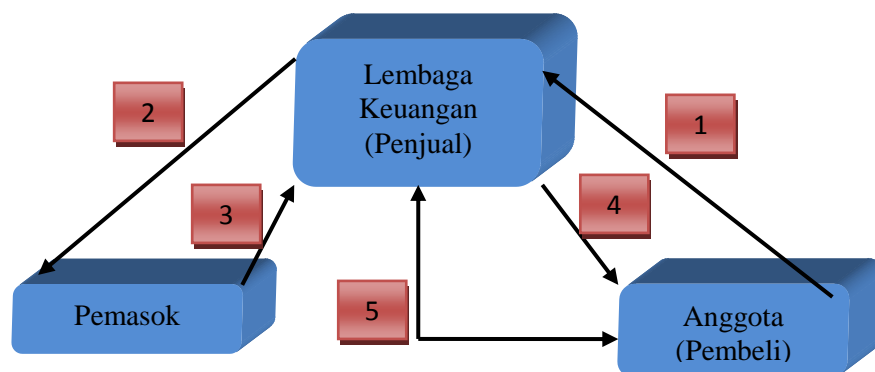 Lembaga
Keuangan
(Penjual)
2
1
3
4
5
Pemasok
Anggota
(Pembeli)